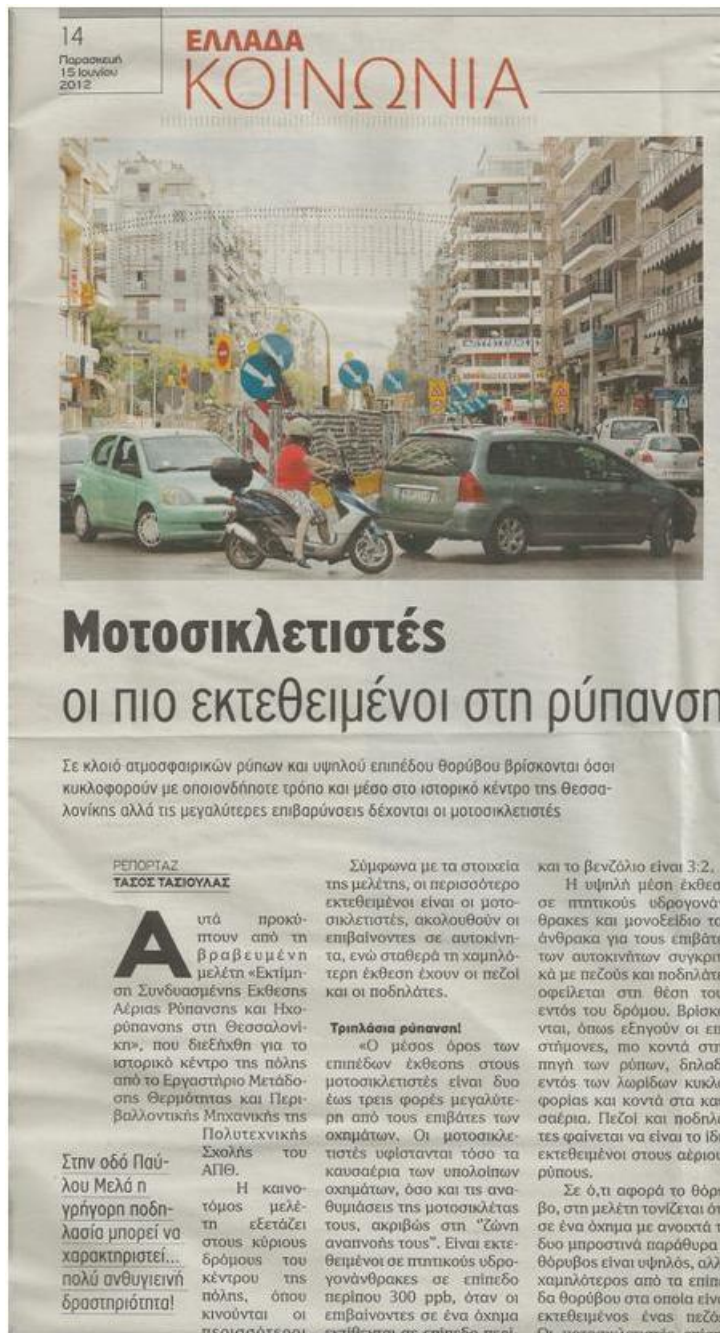 14
Παρασκευή
15 Ιουνίου
2012
ΕΛΛΑΔΑ
ΚΟΙΝΩΝΙΑ
Μοτοσικλετιστές
οι πιο εκτεθειμένοι στη ρύπανση
Σε κλοιό ατμοσφαιρικών ρύπων και υψηλού επιπέδου θορύβου βρίσκονται όσοι
κυκλοφορούν με οποιονδήποτε τρόπο και μέσο στο ιστορικό κέντρο της Θεσσα-
λονίκης αλλά τις μεγαλύτερες επιβαρύνσεις δέχονται οι μοτοσικλετιστές
ΡΕΠΟΡΤΑΖ
ΤΑΣΟΣ ΤΑΣΙΟΥΛΑΣ
Αυτά προκύ-
πτουν από τη
βραβευμένη
μελέτη «Εκτίμη-
ση Συνδυασμένης Εκθεσης
Αέριας Ρύπανσης και Ηχο-
ρύπανσης στη Θεσσαλονί-
κη», που διεξήχθη για το
ιστορικό κέντρο της πόλης
από το Εργαστήριο Μετάδο-
σης Θερμότητας και Περι-
βαλλοντικής Μηχανικής της
Πολυτεχνικής
Σχολής του
ΑΠΘ.
Η καινο-
τόμος μελέ-
τη εξετάζει
στους κύριους
δρόμους του
κέντρου της
πόλης, όπου
κινούνται οι
περισσότεροι
Στην οδό Παύ-
λου Μελά η
γρήγορη ποδη-
λασία μπορεί να
χαρακτηριστεί...
πολύ ανθυγιεινή
δραστηριότητα!
Σύμφωνα με τα στοιχεία
της μελέτης, οι περισσότερο
εκτεθειμένοι είναι οι μοτο-
σικλετιστές, ακολουθούν οι
επιβαίνοντες σε αυτοκίνη-
τα, ενώ σταθερά τη χαμηλό-
τερη έκθεση έχουν οι πεζοί
και οι ποδηλάτες.
Τριπλάσια ρύπανση!
«Ο μέσος όρος των
επιπέδων έκθεσης στους
μοτοσικλετιστές είναι δυο
έως τρεις φορές μεγαλύτε-
ρη από τους επιβάτες των
οχημάτων. Οι μοτοσικλε-
τιστές υφίστανται τόσο τα
καυσαέρια των υπολοίπων
οχημάτων, όσο και τις ανα-
θυμιάσεις της μοτοσικλέτας
τους, ακριβώς στη "ζώνη
αναπνοής τους". Είναι εκτε-
θειμένοι σε πτητικούς υδρο-
γονάνθρακες σε επίπεδο
περίπου 300 ppb, όταν οι
επιβαίνοντες σε ένα όχημα
και το βενζόλιο είναι 3:2.
Η υψηλή μέση έκθεσ
σε πτητικούς υδρογονά-
θρακες και μονοξείδιο το
άνθρακα για τους επιβάτ
των αυτοκινήτων συγκρι
κά με πεζούς και ποδηλάτ
οφείλεται στη θέση του
εντός του δρόμου. Βρίσκο
νται, όπως εξηγούν οι επ
στήμονες, πιο κοντά στη
πηγή των ρύπων, δηλαδ
εντός των λωρίδων κυκλο
φορίας και κοντά στα κα
σαέρια. Πεζοί και ποδηλ
τες φαίνεται να είναι το ίδι
εκτεθειμένοι στους αέριου
ρύπους.
Σε ό,τι αφορά το θόρυ
βο, στη μελέτη τονίζεται ότ
σε ένα όχημα με ανοιχτά τ
δυο μπροστινά παράθυρα
θόρυβος είναι υψηλός, αλλ
χαμηλότερος από τα επίπε
δα θορύβου στα οποία είνα
εκτεθειμένος ένας πεζό